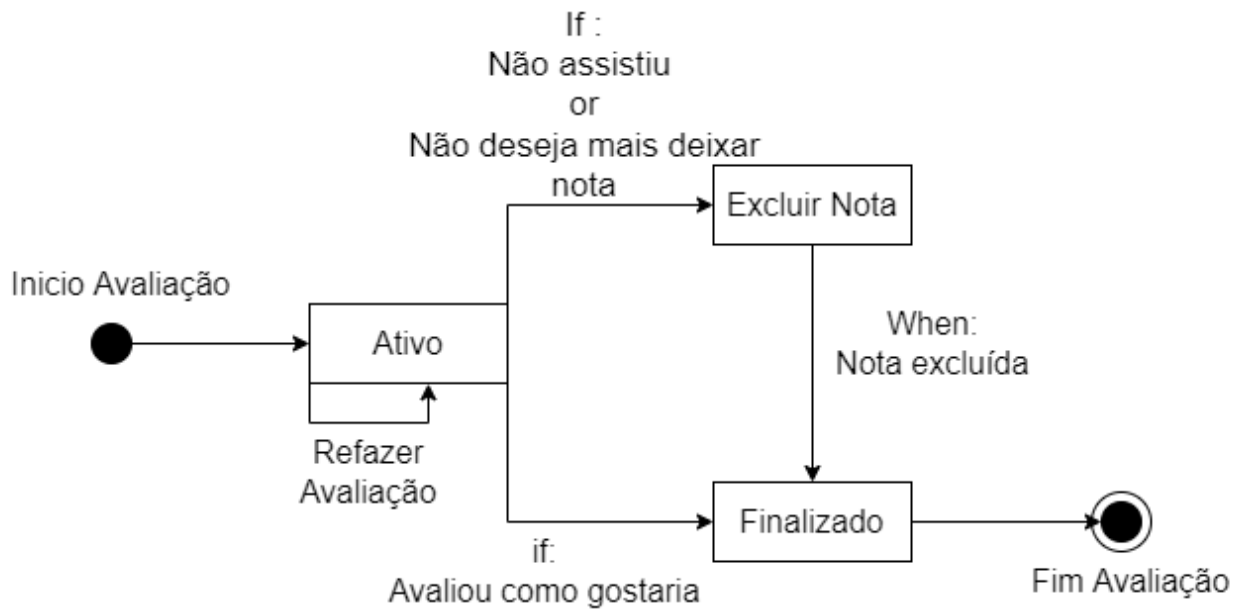 If :
Não assistiu
or
Não deseja mais deixar
nota
Excluir Nota
Inicio Avaliação
Ativo
When:
Nota excluída
Refazer
Avaliação
Finalizado
if:
Avaliou como gostaria
Fim Avaliação